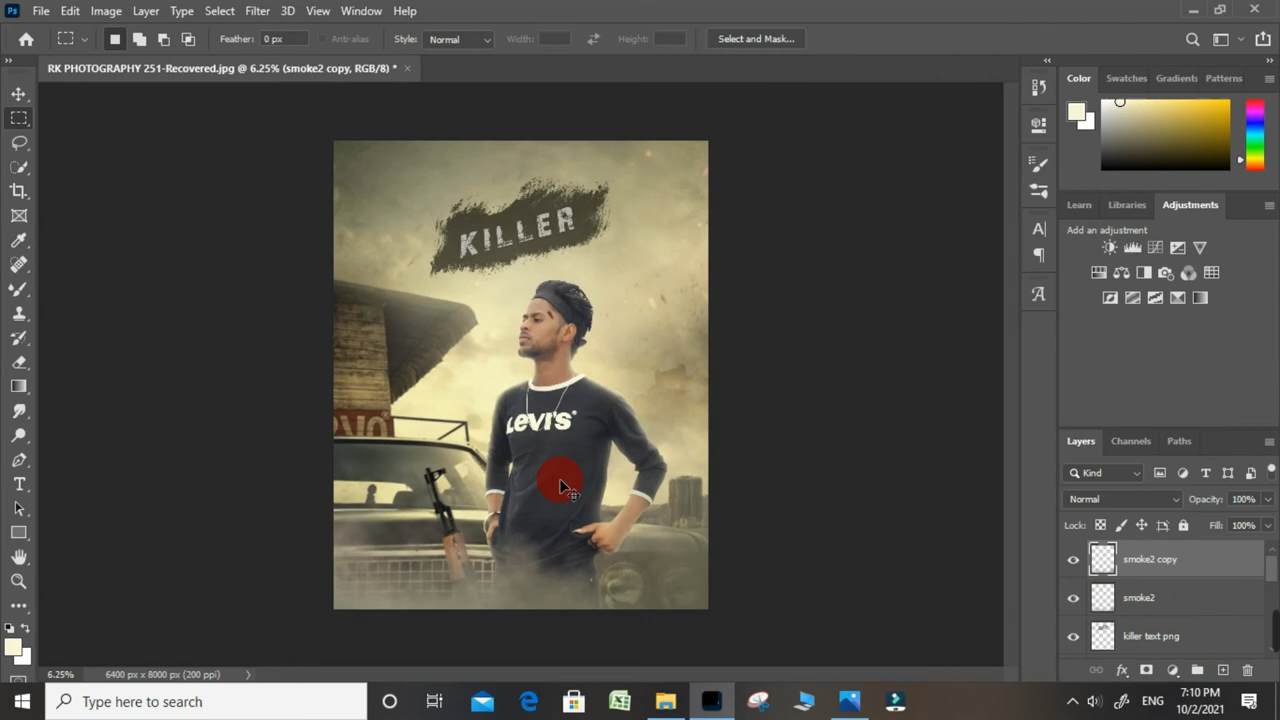 Ps File Edit Image Layer Type Select Filter 3D View Window Help
Feather: 0 px Anti-alias Style: Normal Width: Height: Select and Mask...
RK PHOTOGRAPHY 251-Recovered.jpg @ 6.25% (smoke2 copy, RGB/8) *
Color Swatches Gradients Patterns
Learn Libraries Adjustments
Add an adjustment
KILLER
Levi's®
Layers Channels Paths
Kind
Normal Opacity: 100%
Lock: Fill: 100%
smoke2 copy
smoke2
killer text png
6.25% 6400 px x 8000 px (200 ppi)
Type here to search
ENG
7:10 PM
10/2/2021